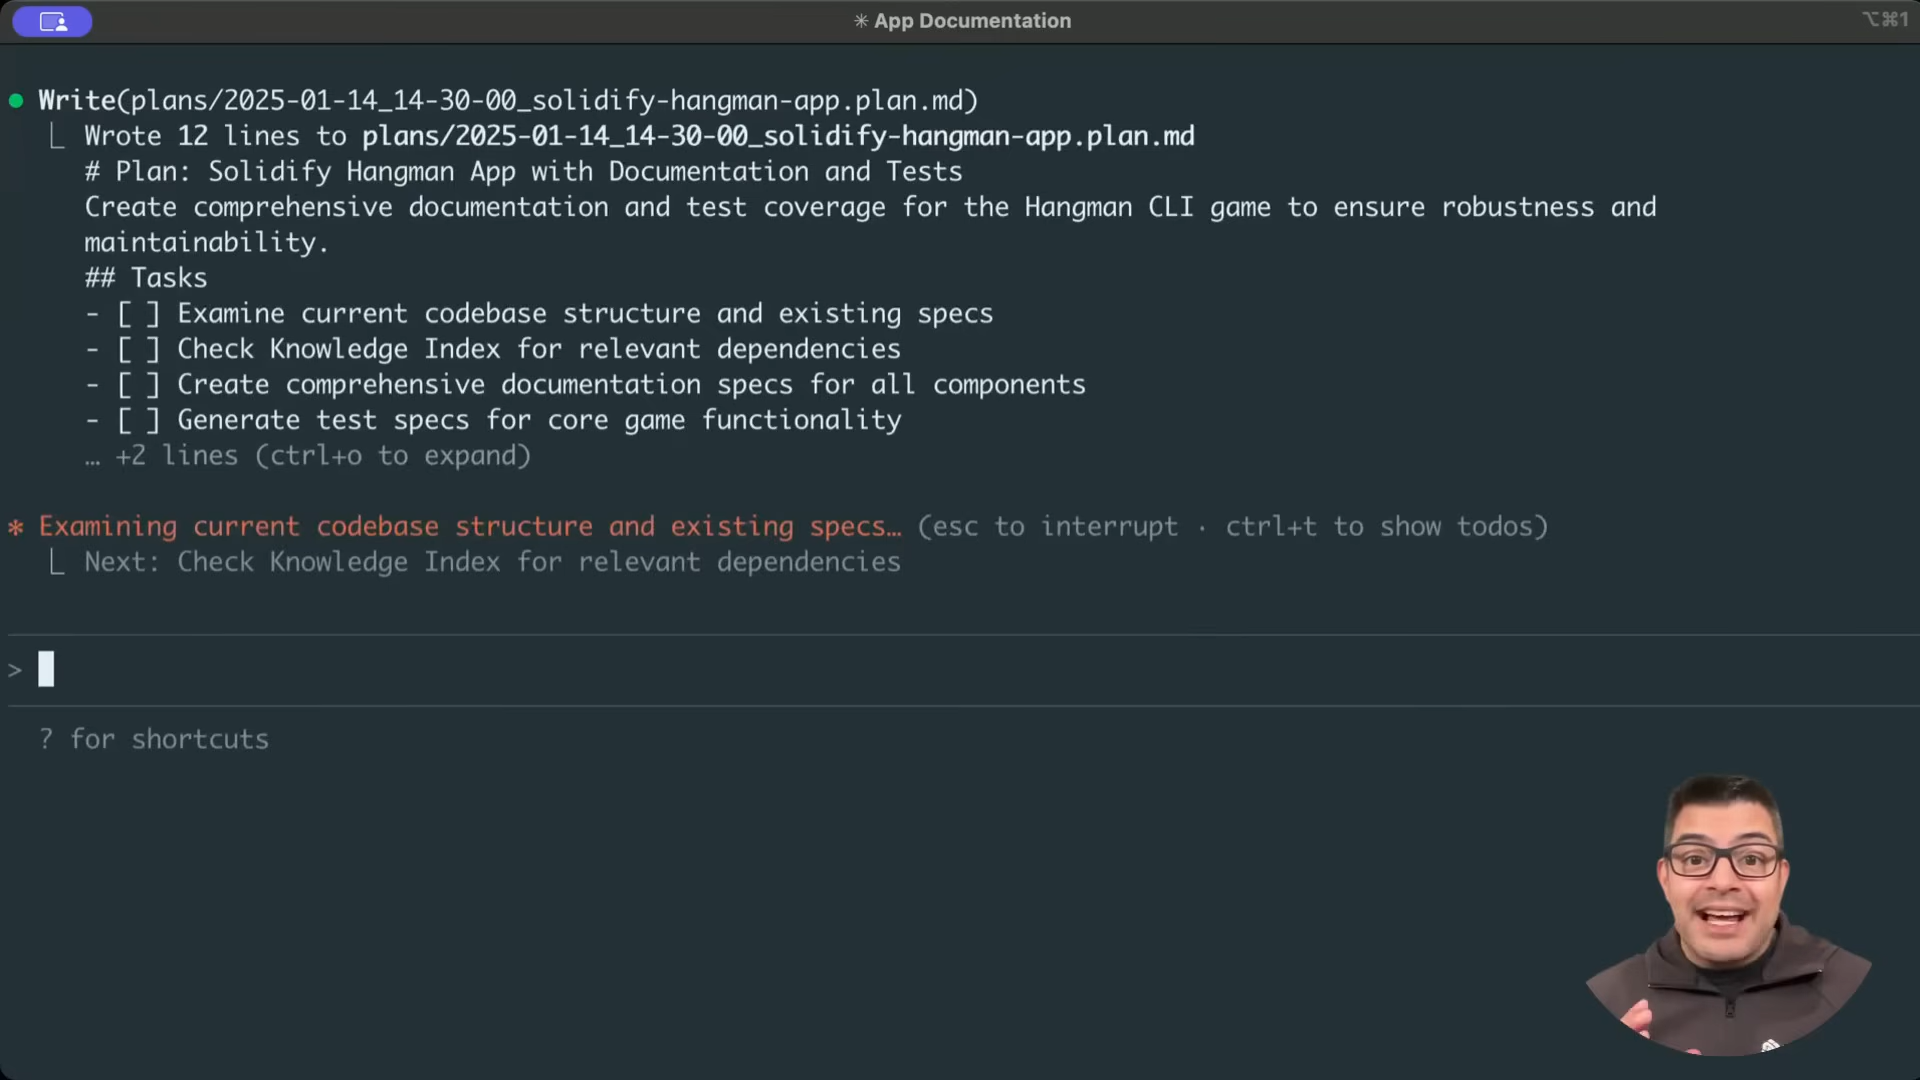 ✳ App Documentation
⌥⌘1
Write(plans/2025-01-14_14-30-00_solidify-hangman-app.plan.md)
Wrote 12 lines to plans/2025-01-14_14-30-00_solidify-hangman-app.plan.md
# Plan: Solidify Hangman App with Documentation and Tests
Create comprehensive documentation and test coverage for the Hangman CLI game to ensure robustness and
maintainability.
## Tasks
- [ ] Examine current codebase structure and existing specs
- [ ] Check Knowledge Index for relevant dependencies
- [ ] Create comprehensive documentation specs for all components
- [ ] Generate test specs for core game functionality
… +2 lines (ctrl+o to expand)
* Examining current codebase structure and existing specs… (esc to interrupt · ctrl+t to show todos)
Next: Check Knowledge Index for relevant dependencies
>
? for shortcuts